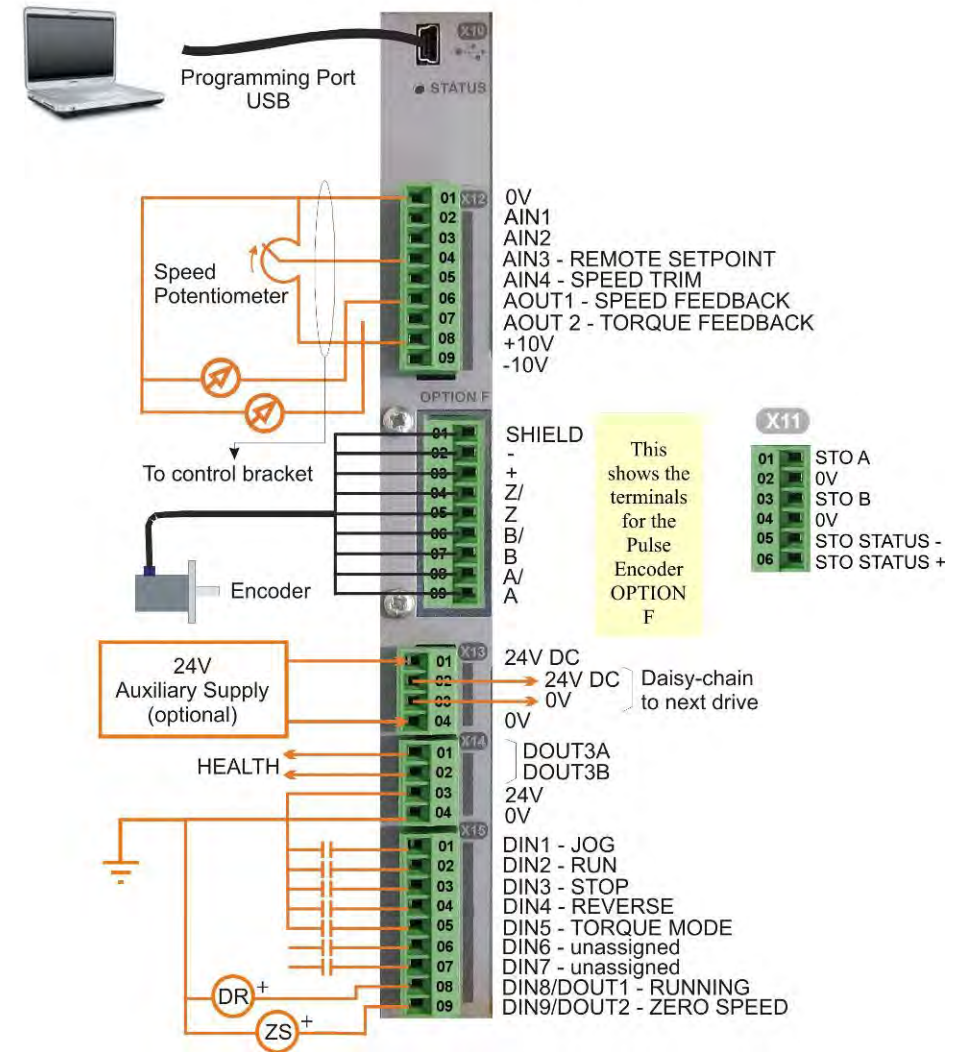 X10
Programming Port
USB
STATUS
01 X12 0V
02 AIN1
03 AIN2
04 AIN3 - REMOTE SETPOINT
05 AIN4 - SPEED TRIM
06 AOUT1 - SPEED FEEDBACK
07 AOUT 2 - TORQUE FEEDBACK
08 +10V
09 -10V
Speed
Potentiometer
OPTION F
To control bracket
01 SHIELD
02 -
03 +
04 Z/
05 Z
06 B/
07 B
08 A/
09 A
Encoder
This
shows the
terminals
for the
Pulse
Encoder
OPTION
F
X11
01 STO A
02 0V
03 STO B
04 0V
05 STO STATUS -
06 STO STATUS +
24V
Auxiliary Supply
(optional)
X13
01 24V DC
02 24V DC
03 0V
04 0V
Daisy-chain
to next drive
HEALTH
X14
01 DOUT3A
02 DOUT3B
03 24V
04 0V
X15
01 DIN1 - JOG
02 DIN2 - RUN
03 DIN3 - STOP
04 DIN4 - REVERSE
05 DIN5 - TORQUE MODE
06 DIN6 - unassigned
07 DIN7 - unassigned
08 DIN8/DOUT1 - RUNNING
09 DIN9/DOUT2 - ZERO SPEED
DR +
ZS +